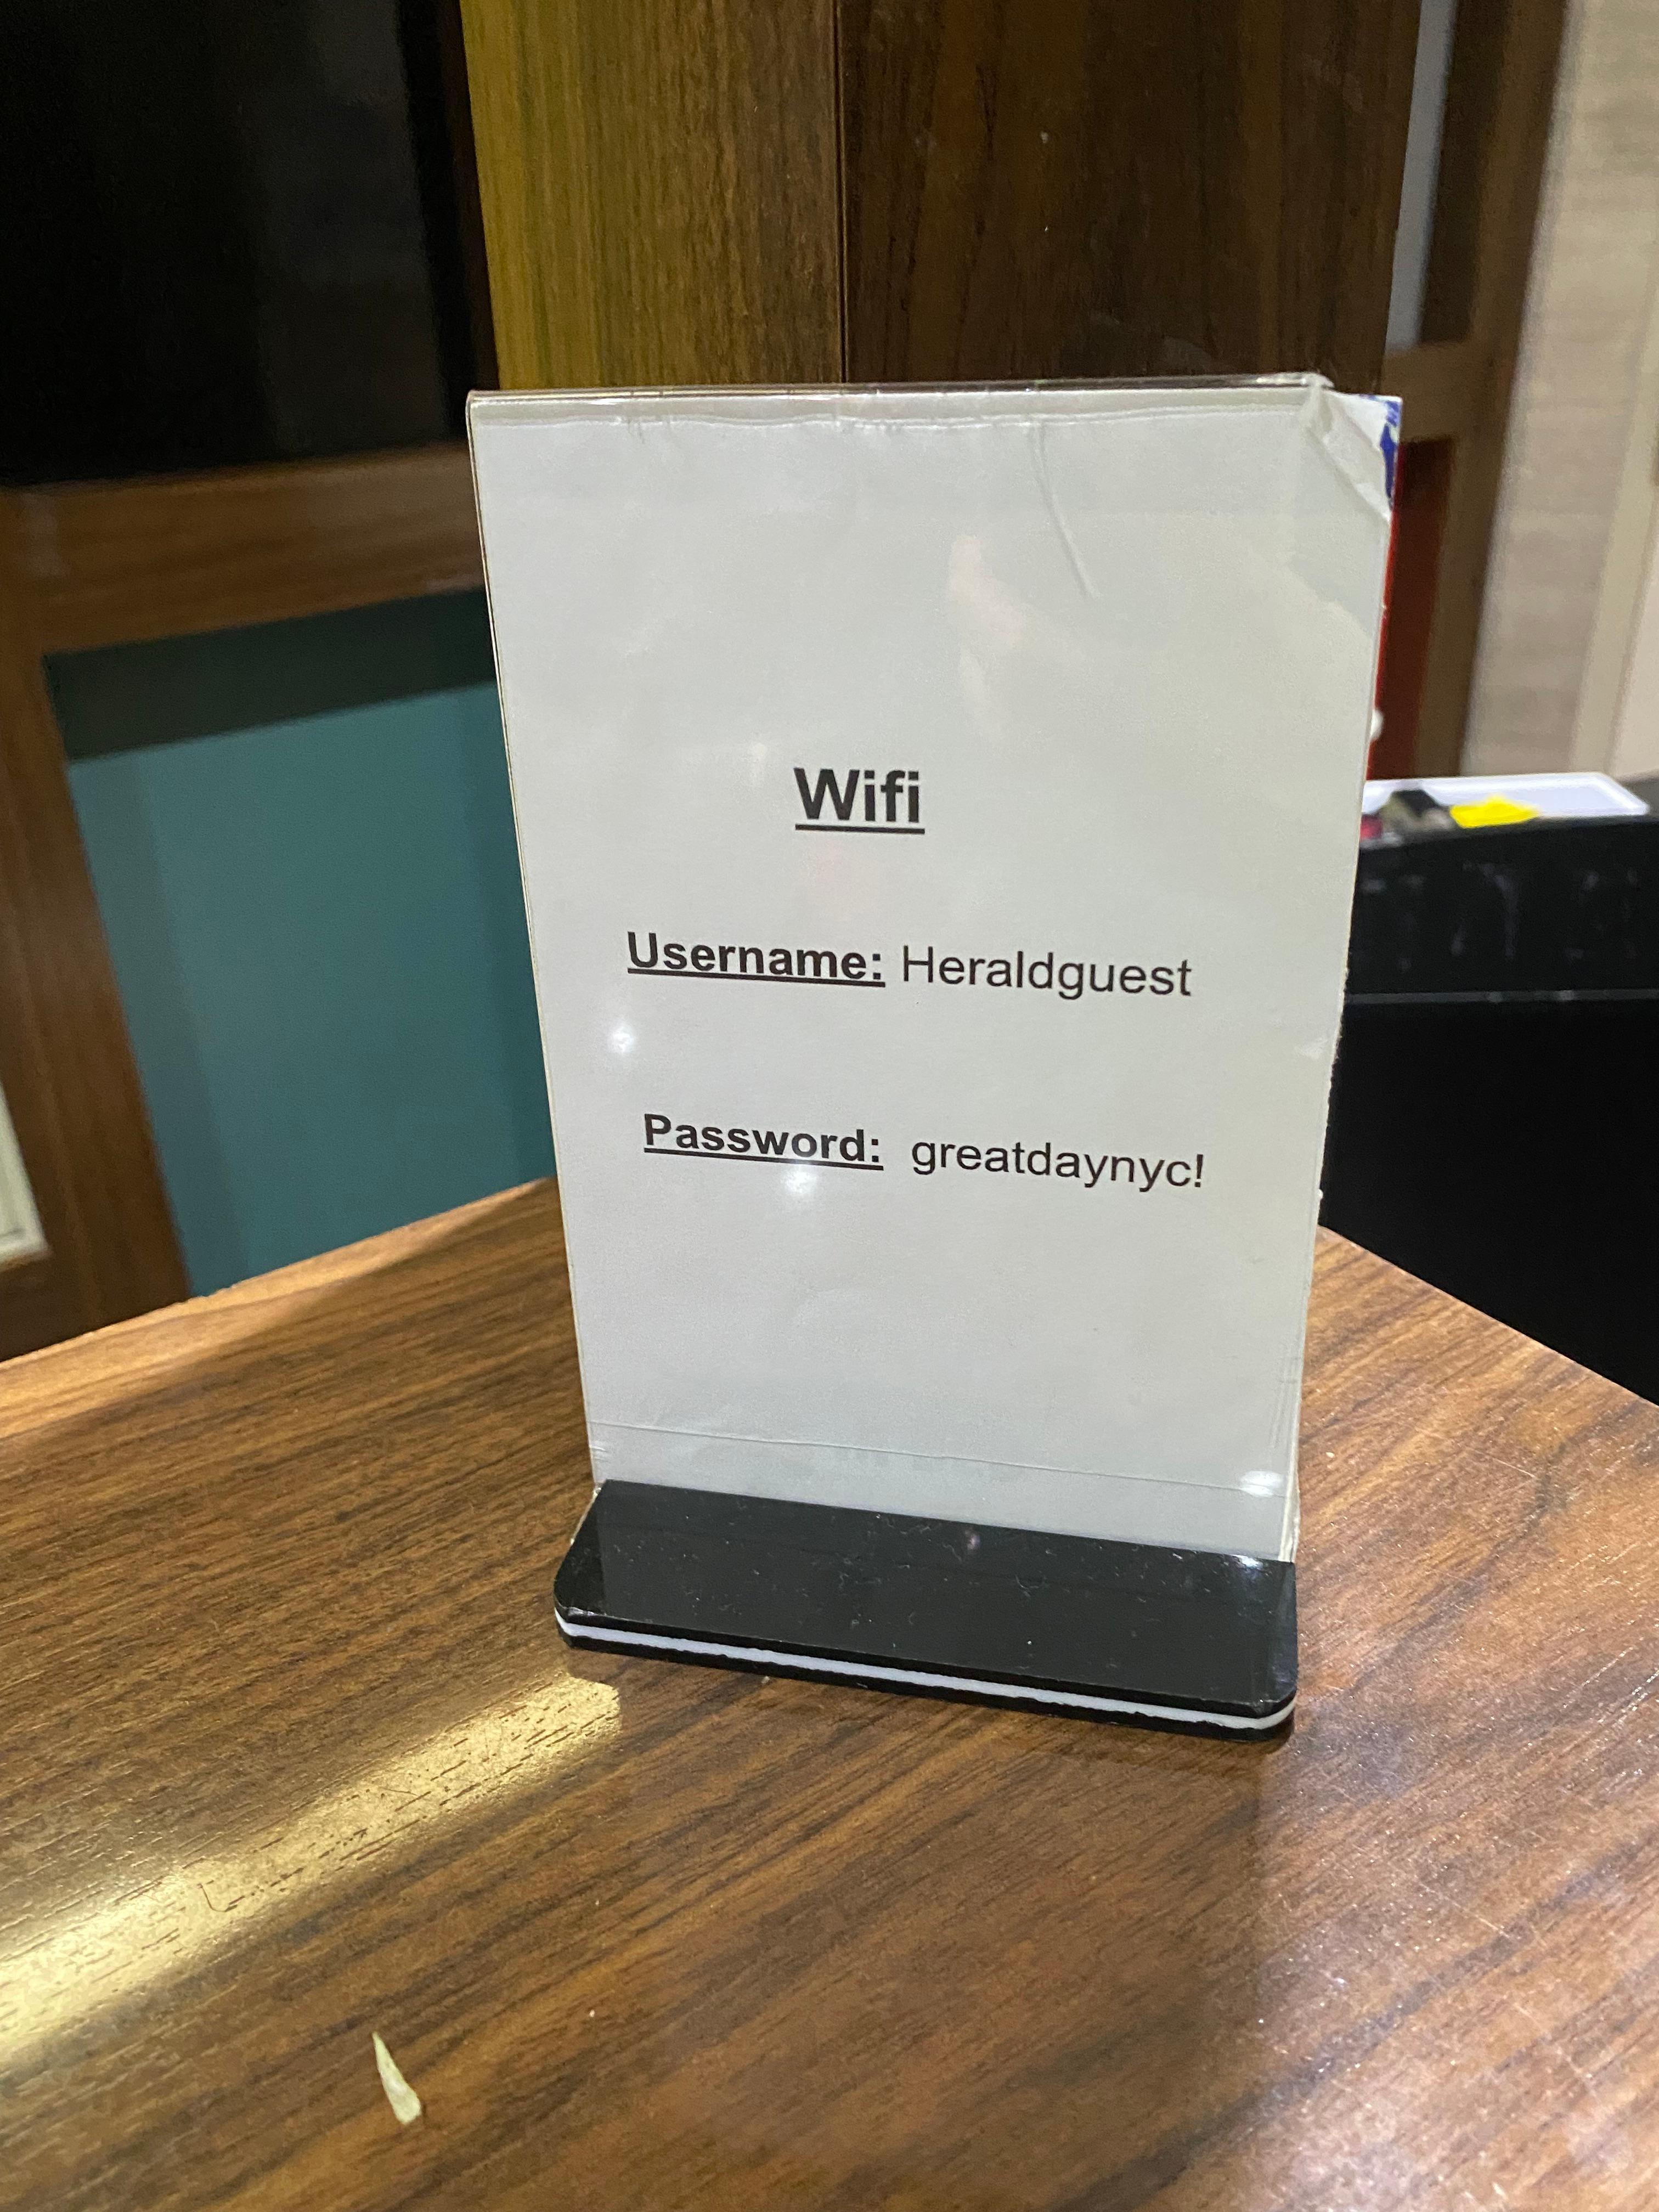 Wifi
Username: Heraldguest
Password: greatdaynyc!